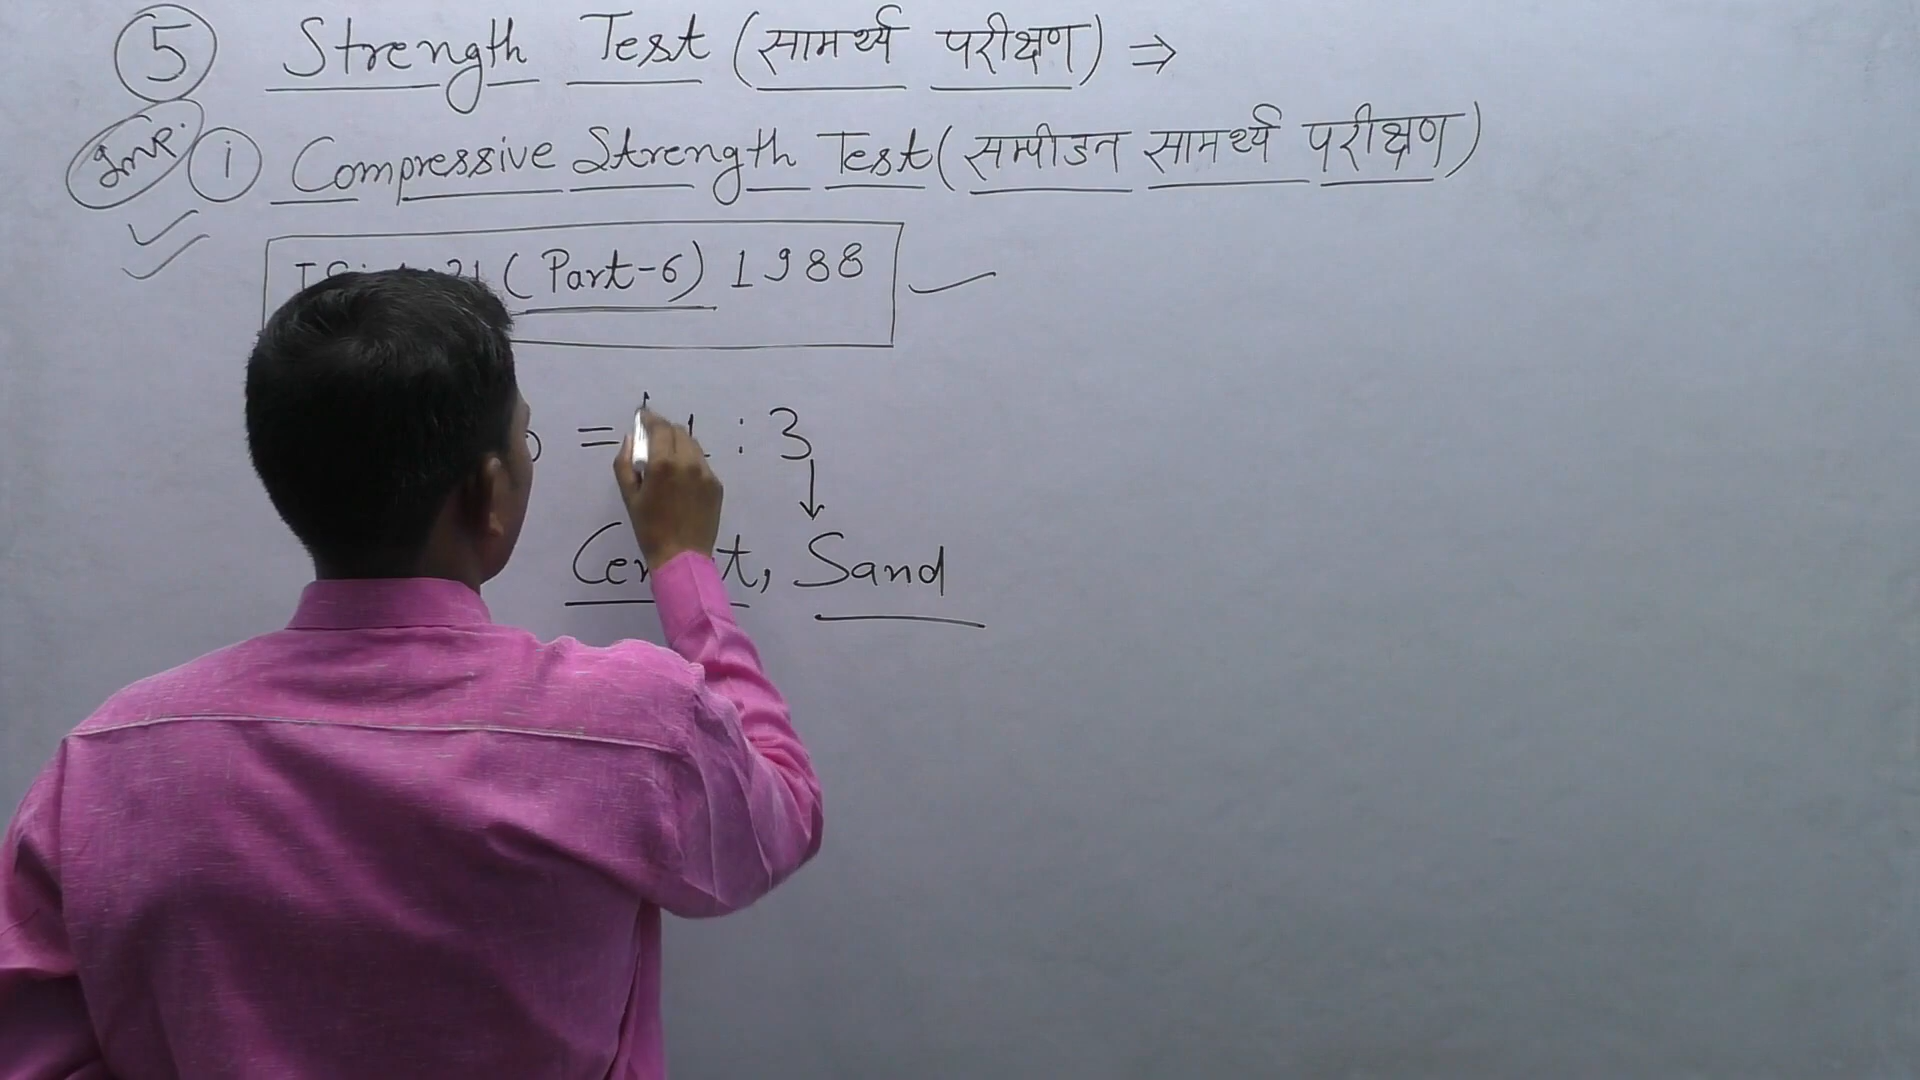 5 Strength Test (सामर्थ्य परीक्षण) ⇒
Imp. i Compressive Strength Test (सम्पीडन सामर्थ्य परीक्षण)
(Part-6) 1988
= 1 : 3
Sand